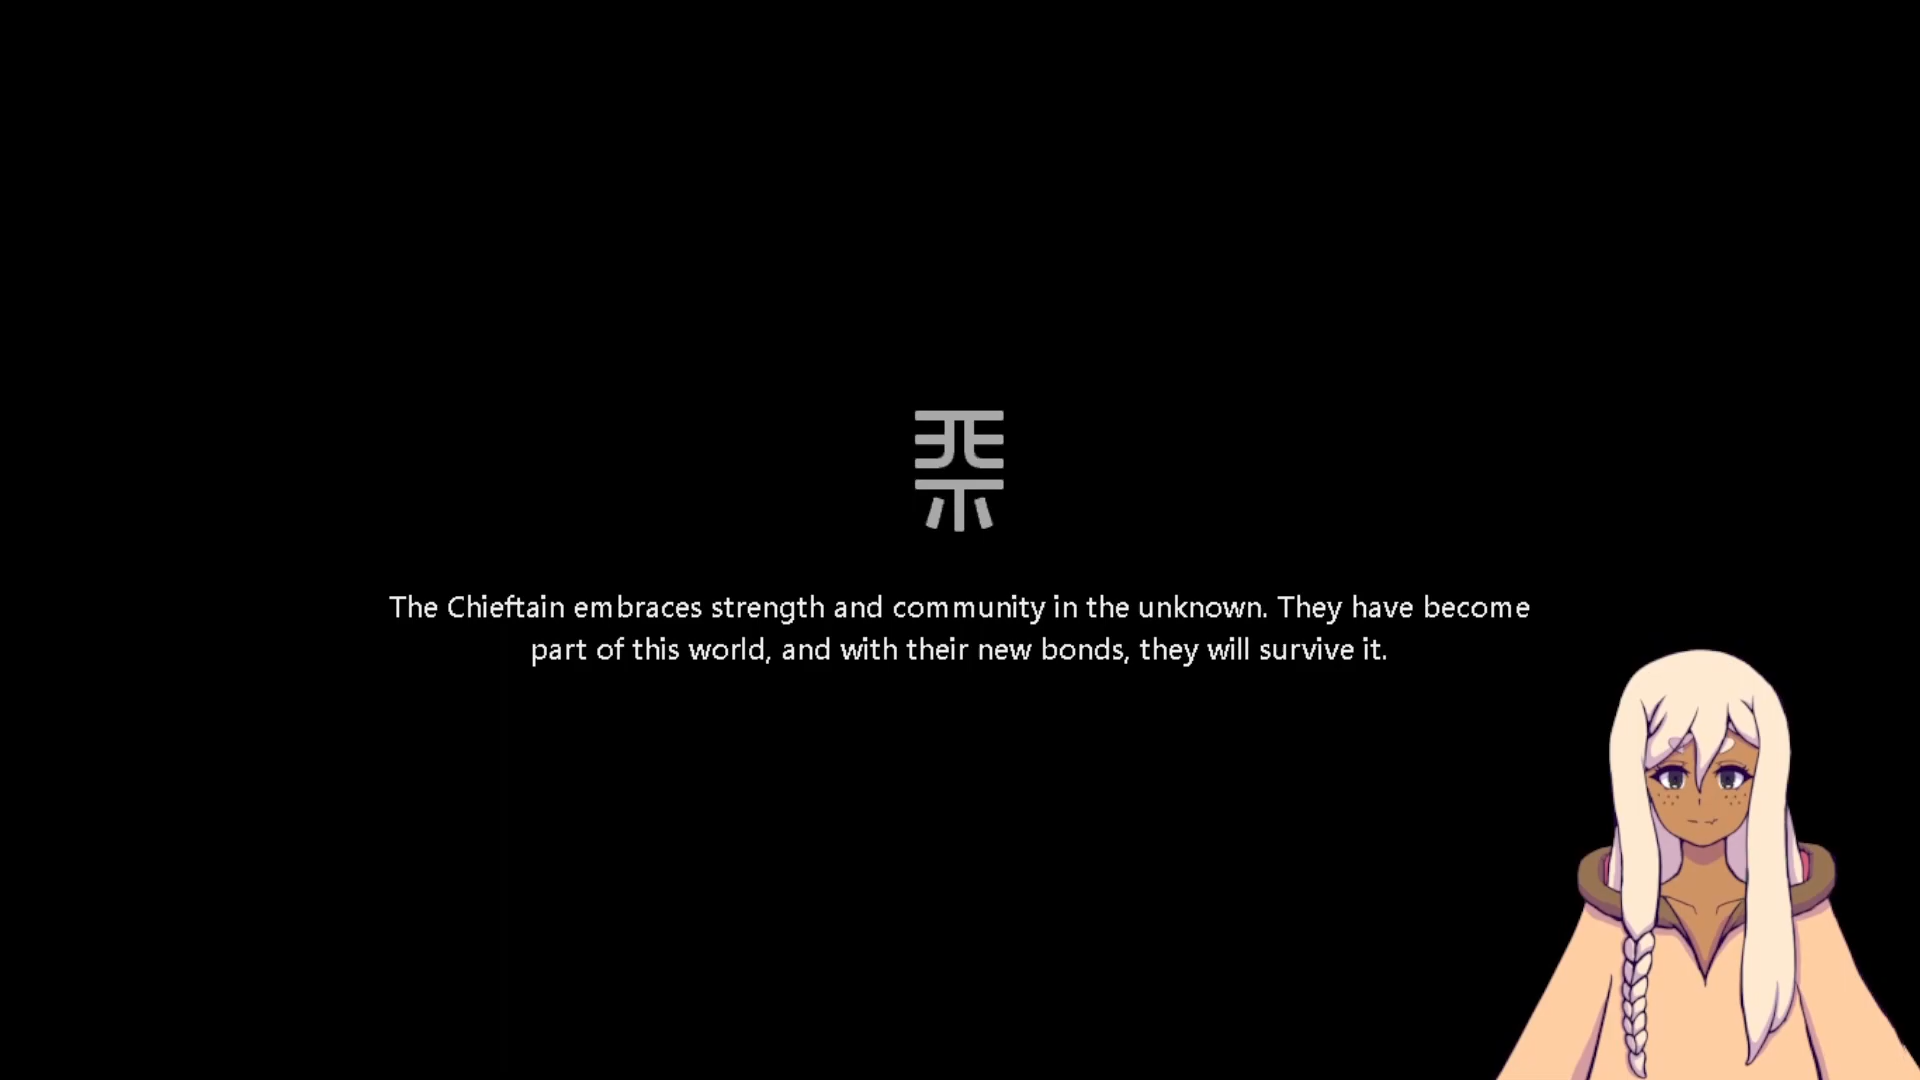 The Chieftain embraces strength and community in the unknown. They have become
part of this world, and with their new bonds, they will survive it.